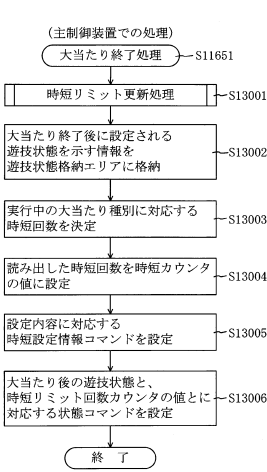 （主制御装置での処理）
大当たり終了処理
S11651
時短リミット更新処理
S13001
大当たり終了後に設定される
遊技状態を示す情報を
遊技状態格納エリアに格納
S13002
実行中の大当たり種別に対応する
時短回数を決定
S13003
読み出した時短回数を時短カウンタ
の値に設定
S13004
設定内容に対応する
時短設定情報コマンドを設定
S13005
大当たり後の遊技状態と、
時短リミット回数カウンタの値とに
対応する状態コマンドを設定
S13006
終 了